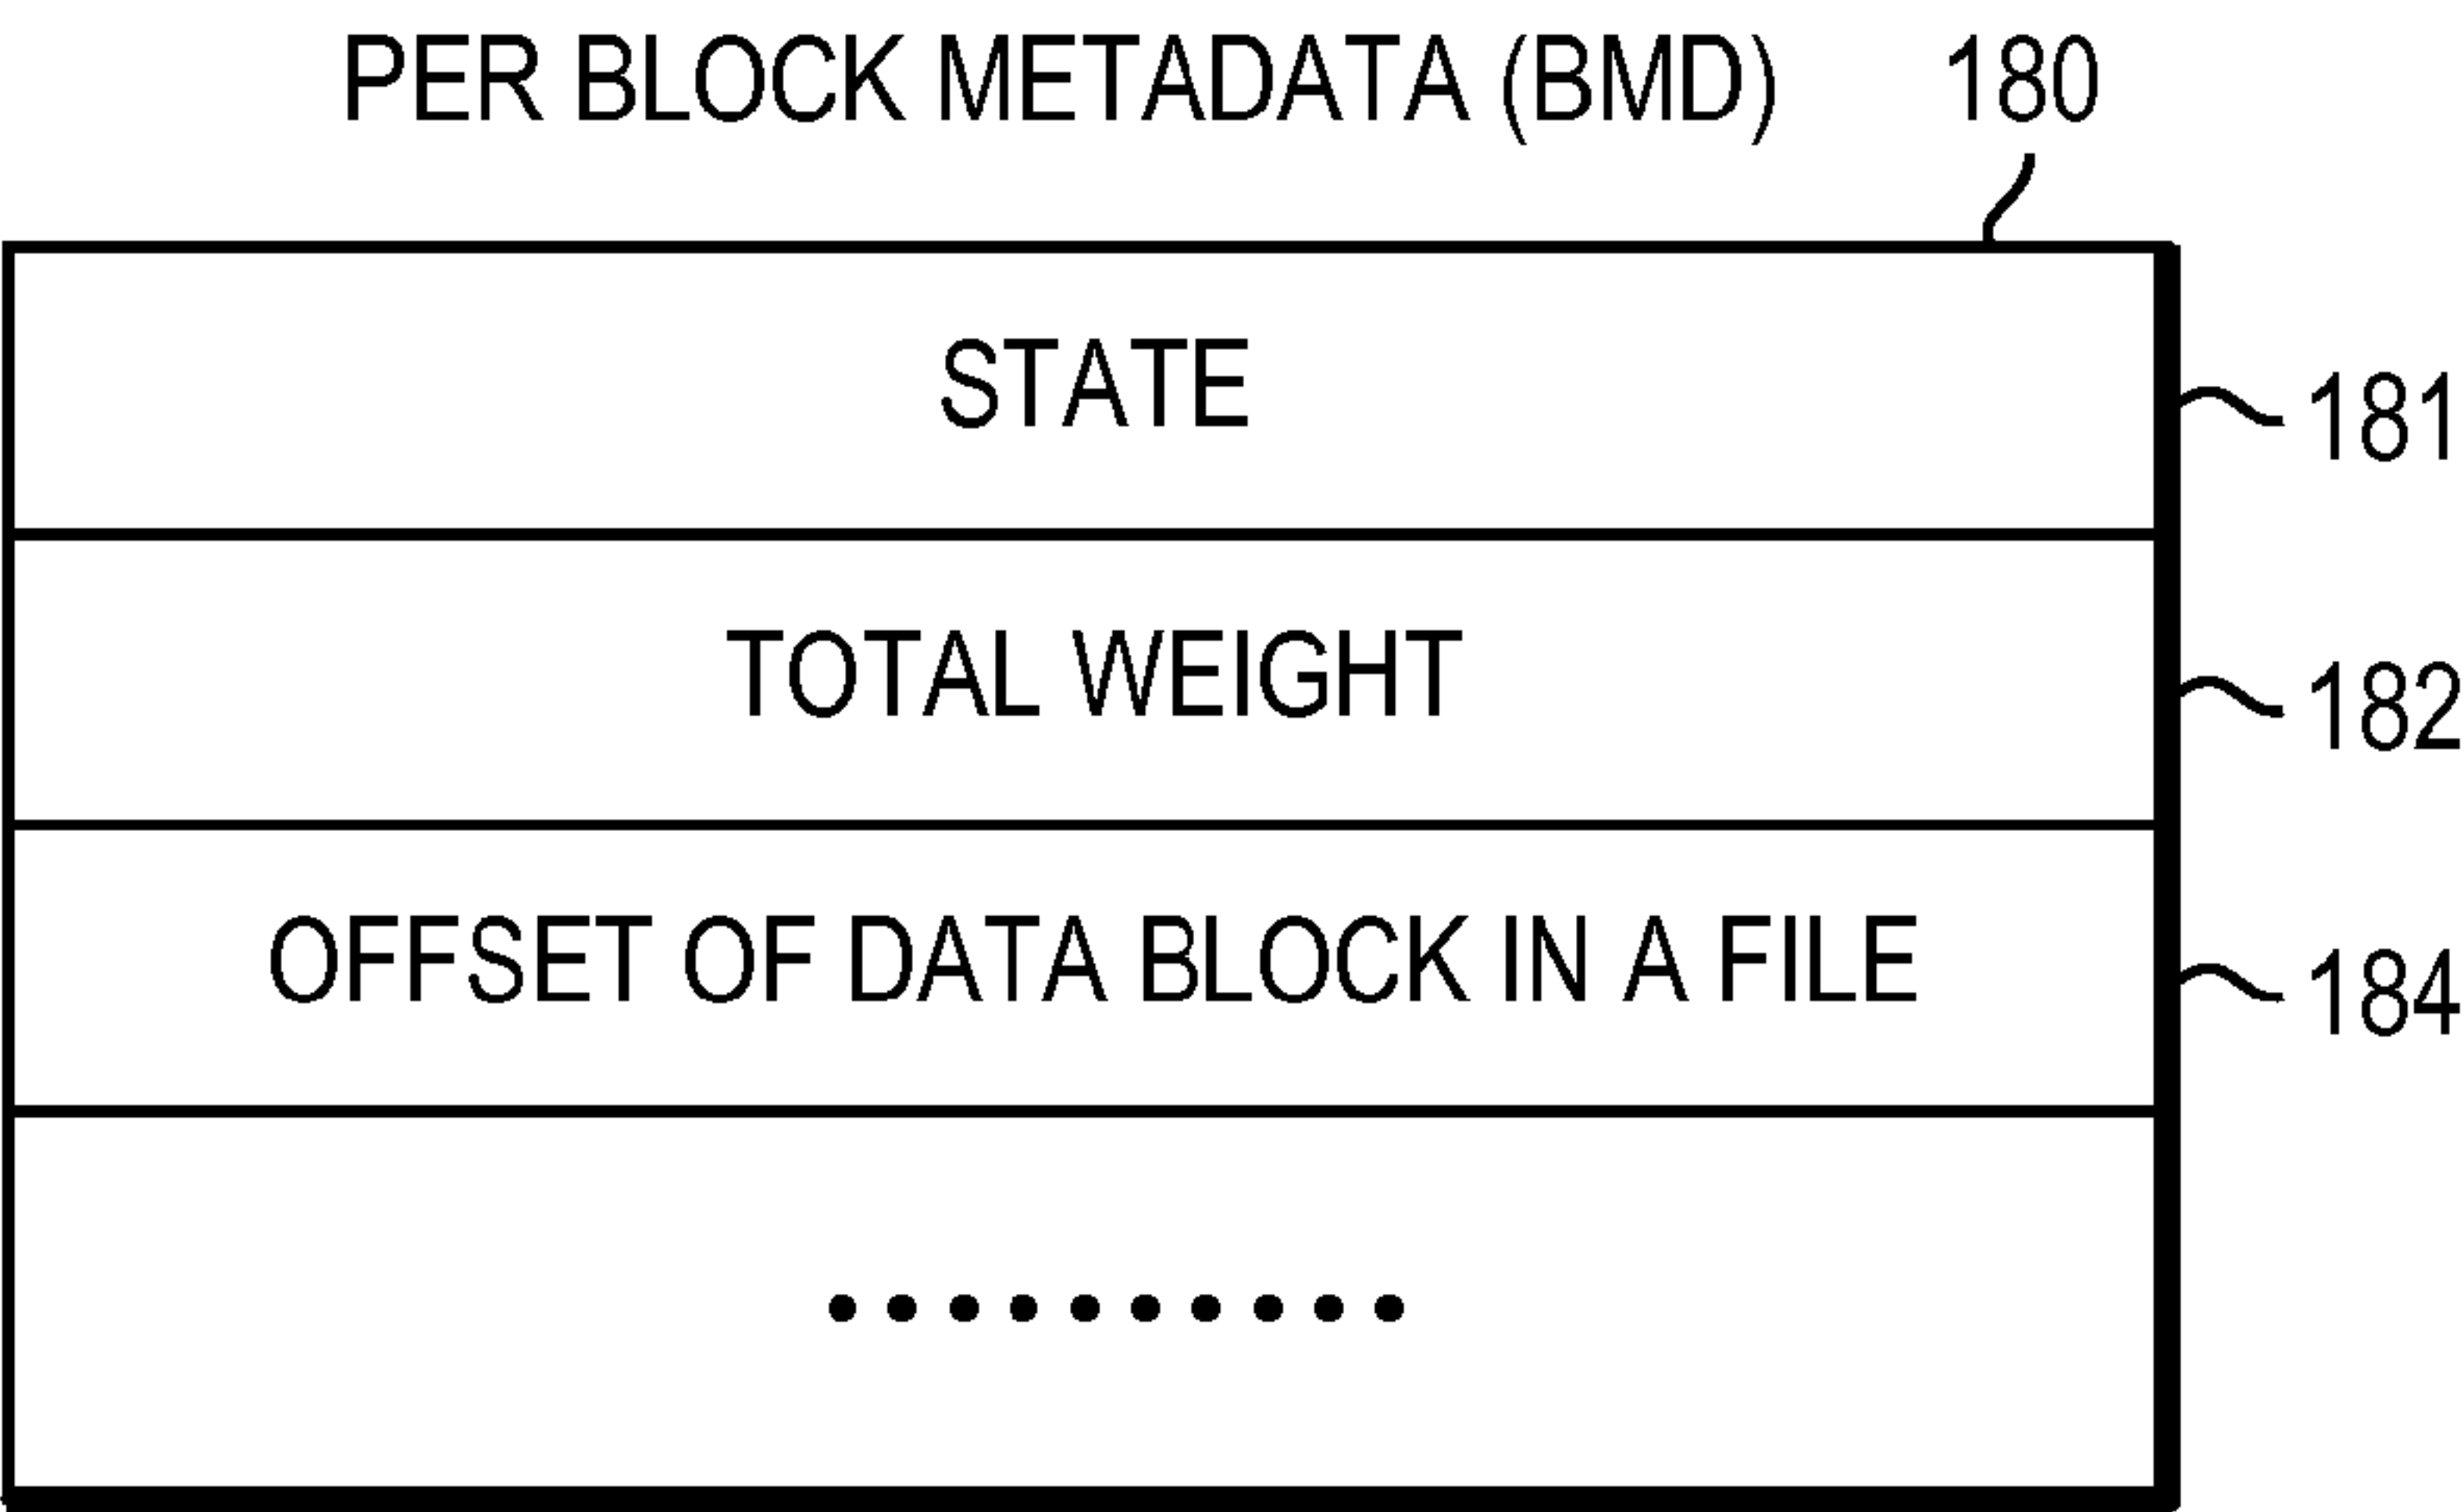 PER BLOCK METADATA (BMD) 180
STATE 181
TOTAL WEIGHT 182
OFFSET OF DATA BLOCK IN A FILE 184
..........